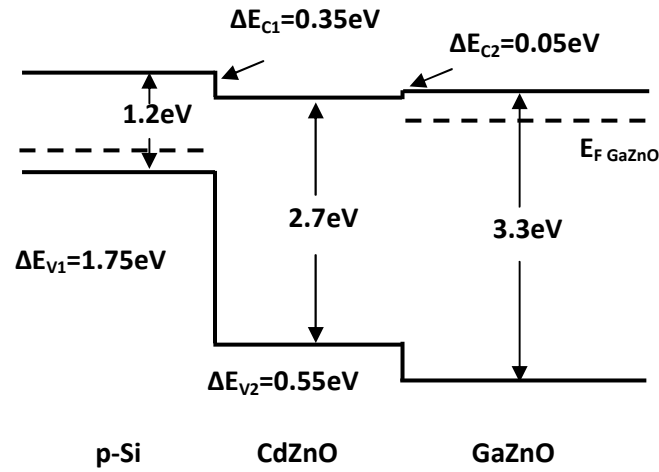 ΔE_C1=0.35eV
ΔE_C2=0.05eV
1.2eV
E_F GaZnO
2.7eV
3.3eV
ΔE_V1=1.75eV
ΔE_V2=0.55eV
p-Si CdZnO GaZnO